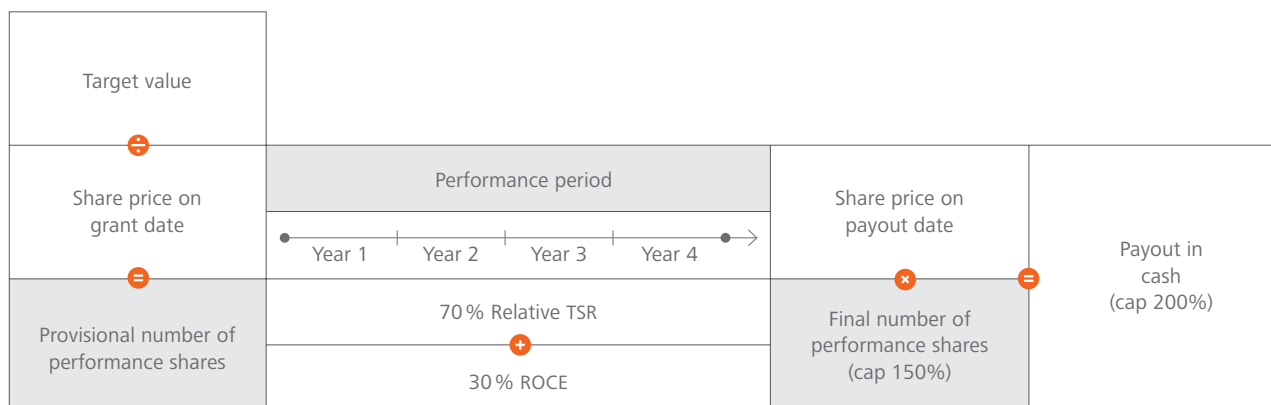 Target value
÷
Share price on
grant date
=
Provisional number of
performance shares
Performance period
Year 1 Year 2 Year 3 Year 4
70 % Relative TSR
+
30 % ROCE
Share price on
payout date
×
Final number of
performance shares
(cap 150%)
=
Payout in
cash
(cap 200%)